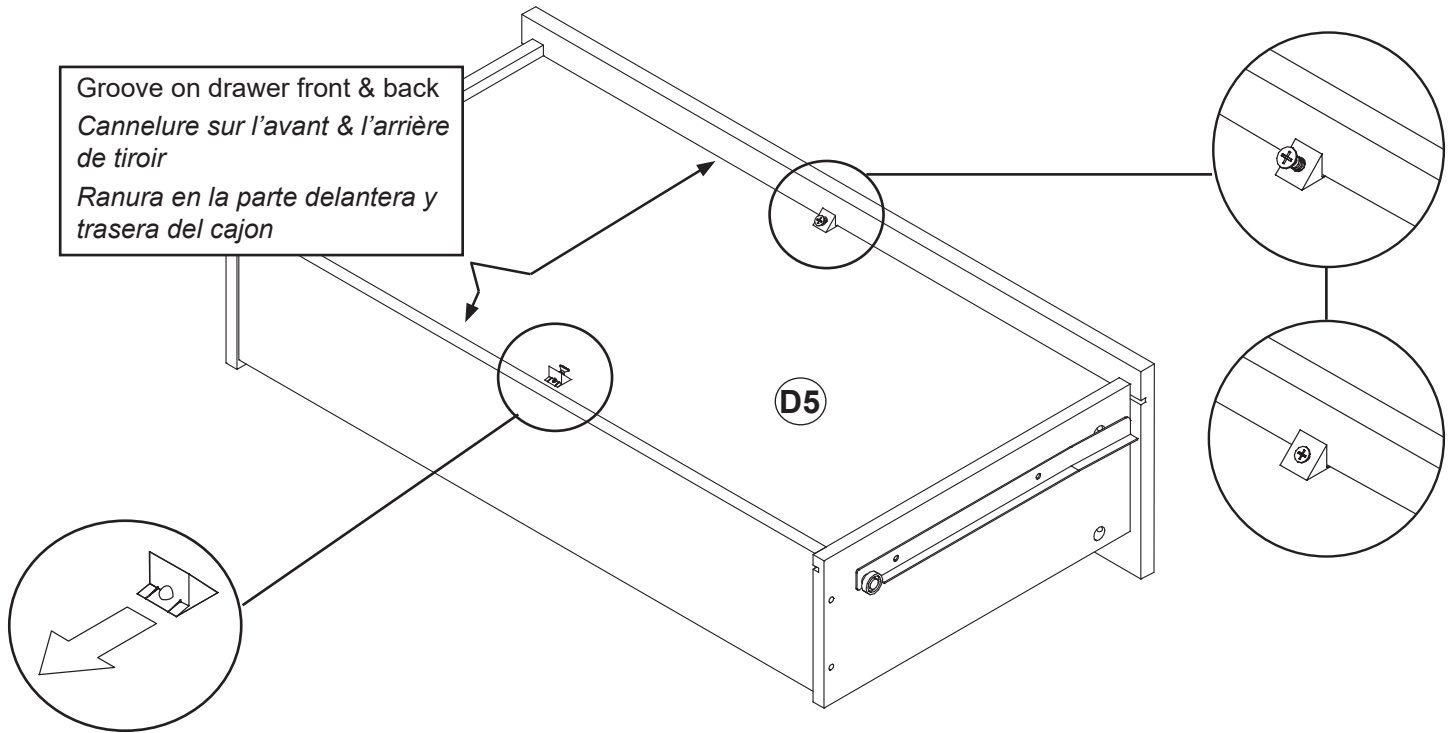 Groove on drawer front & back
Cannelure sur l’avant & l’arrière
de tiroir
Ranura en la parte delantera y
trasera del cajon
D5